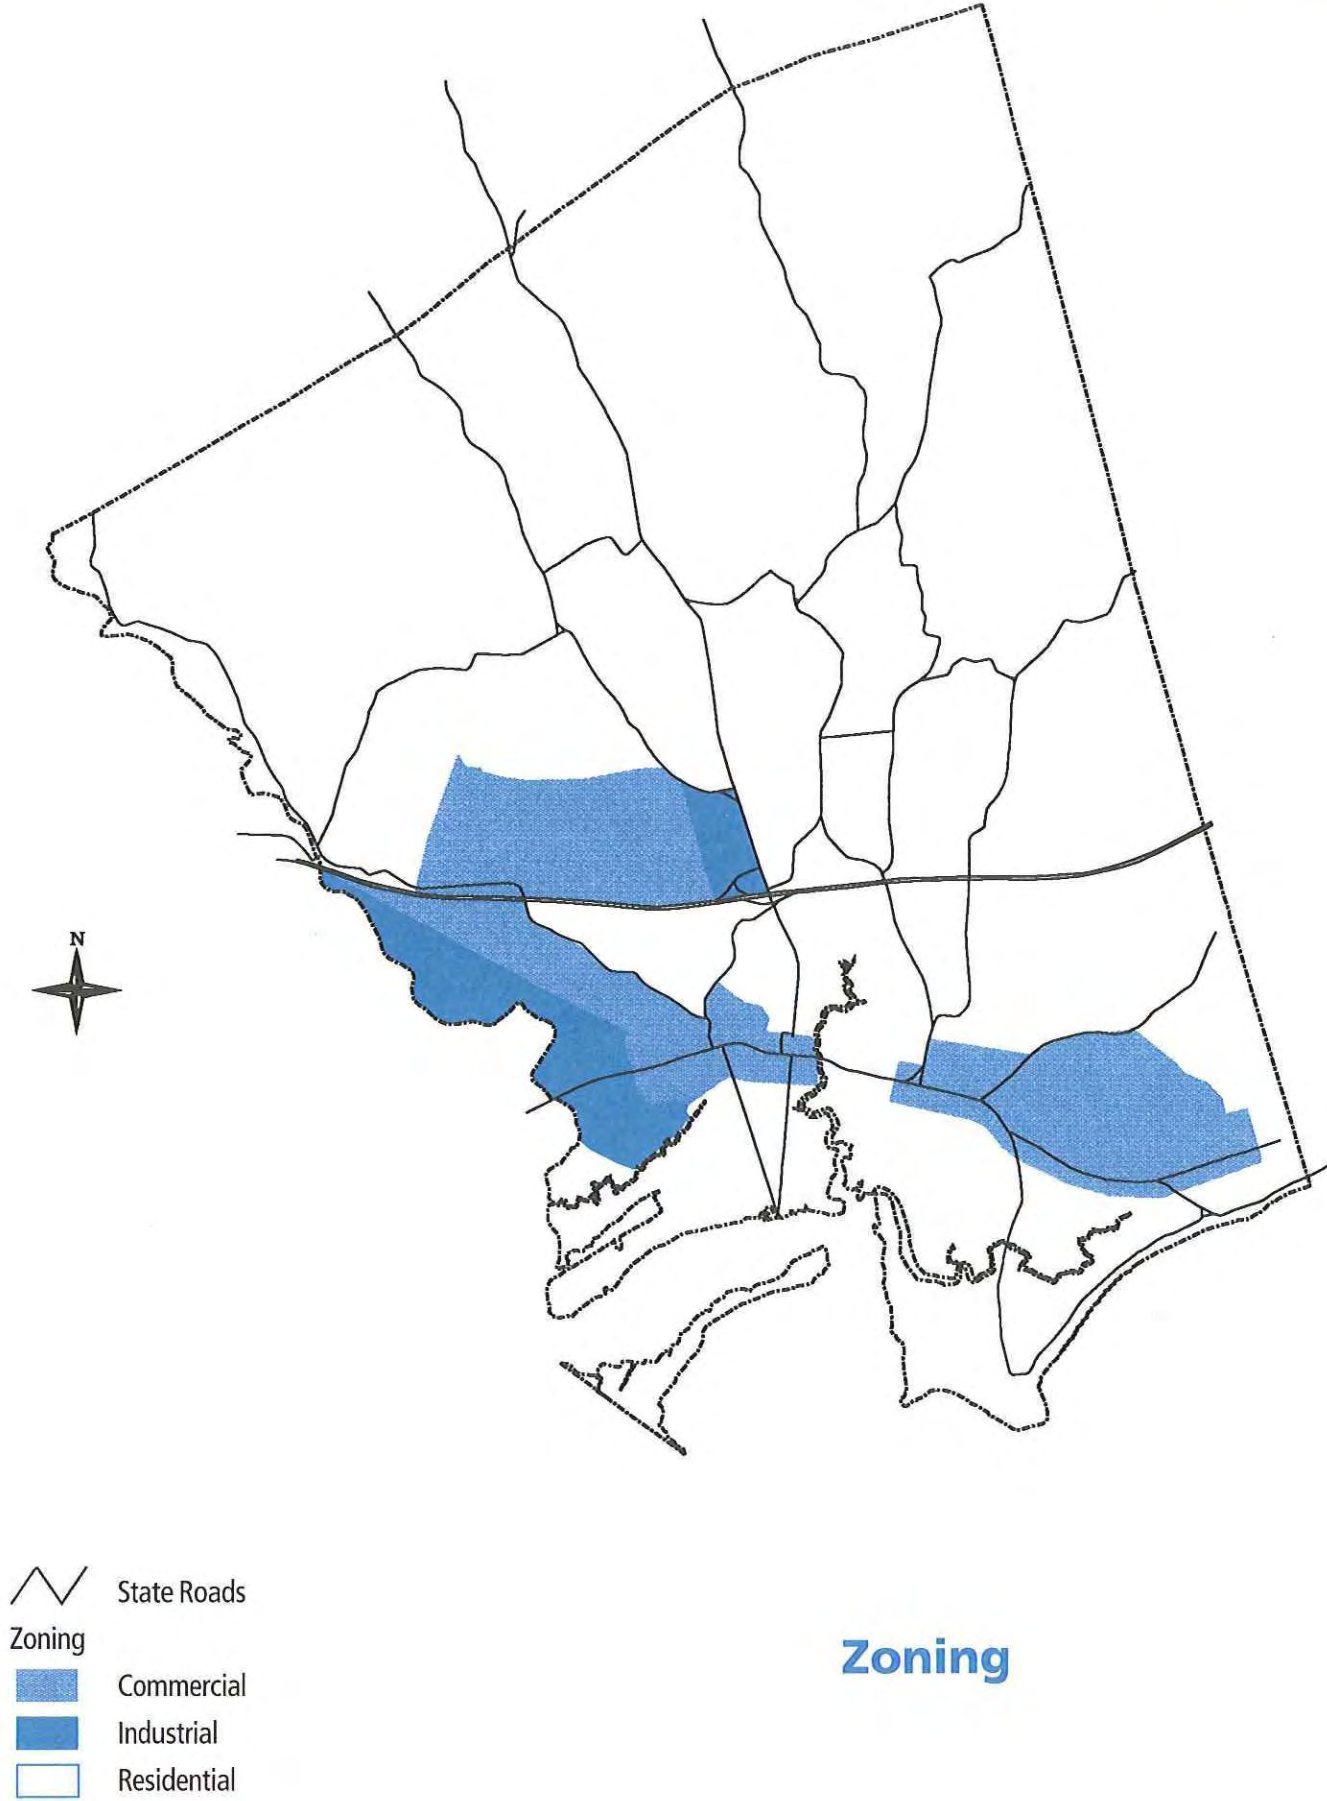 N
State Roads
Zoning
Commercial
Industrial
Residential
Zoning